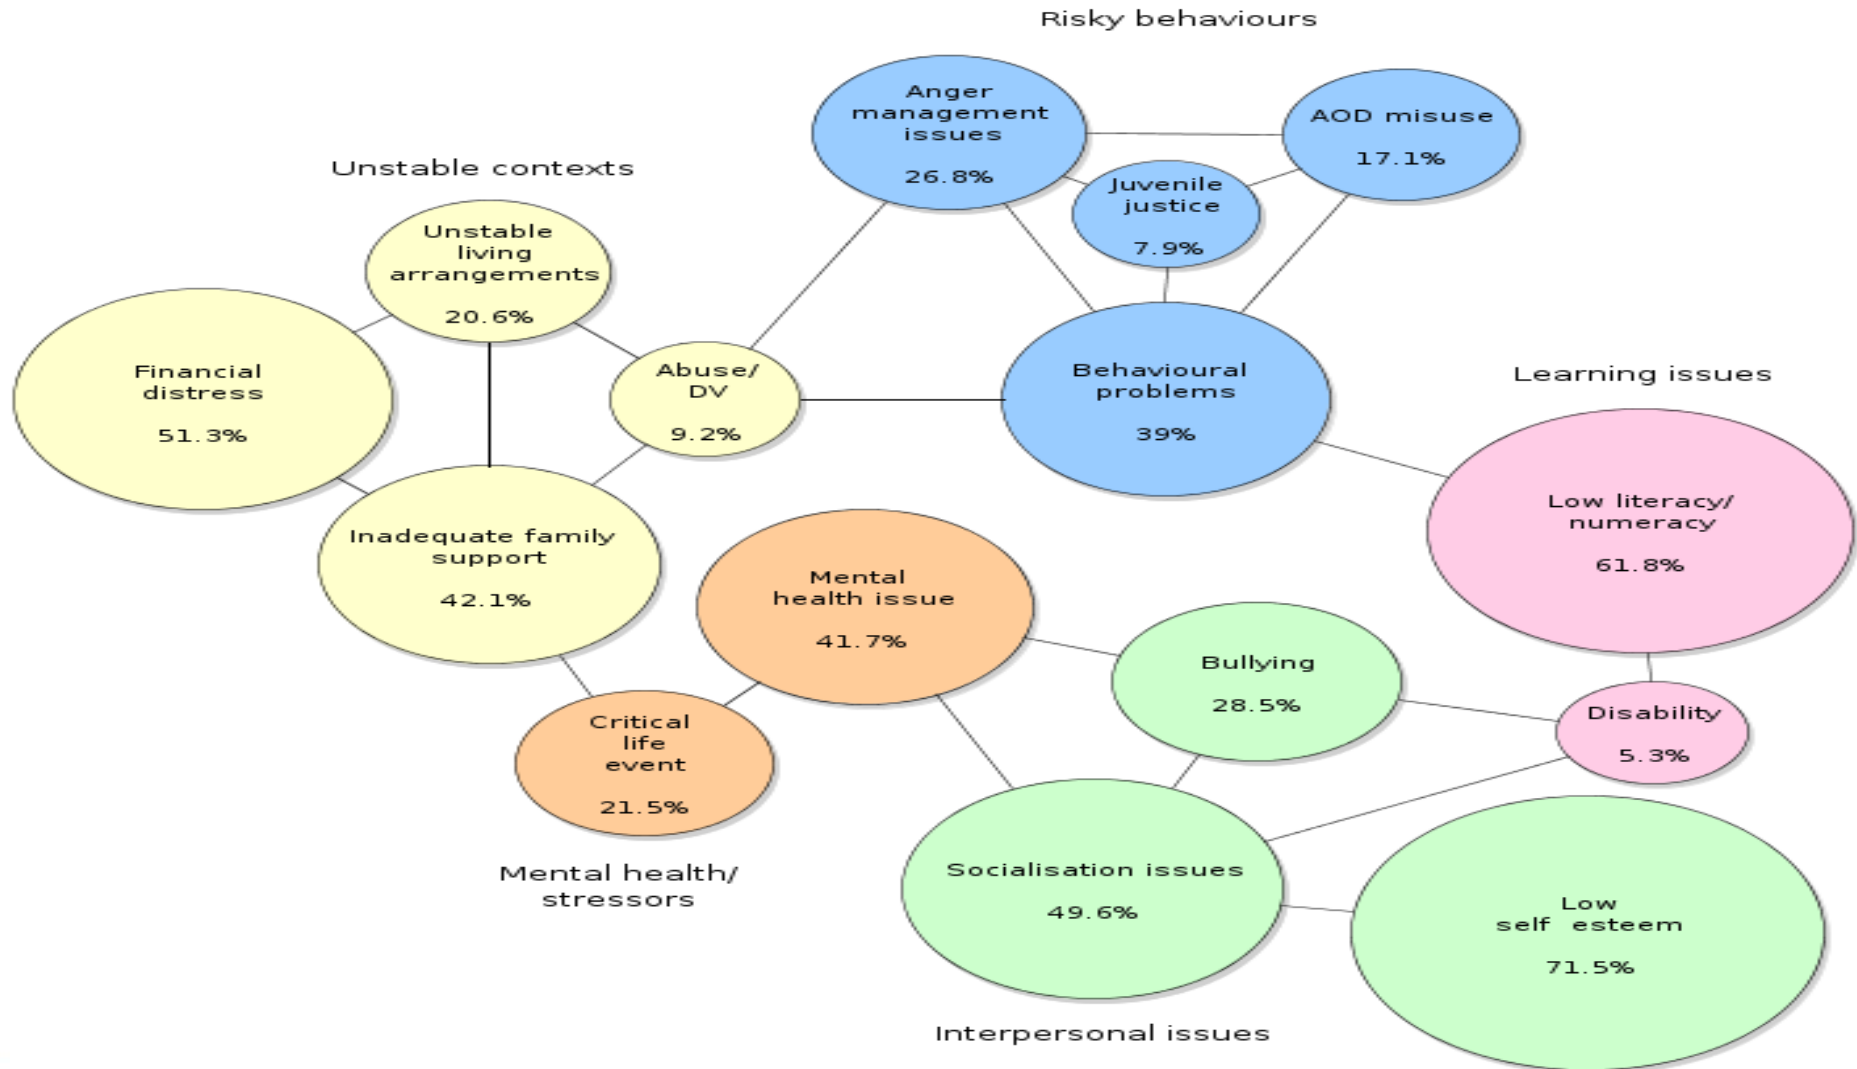 Risky behaviours
Anger
management
issues
26.8%
AOD misuse
17.1%
Juvenile
justice
7.9%
Behavioural
problems
39%
Unstable contexts
Unstable
living
arrangements
20.6%
Financial
distress
51.3%
Abuse/
DV
9.2%
Inadequate family
support
42.1%
Learning issues
Low literacy/
numeracy
61.8%
Disability
5.3%
Mental
health issue
41.7%
Critical
life
event
21.5%
Mental health/
stressors
Bullying
28.5%
Socialisation issues
49.6%
Low
self  esteem
71.5%
Interpersonal issues